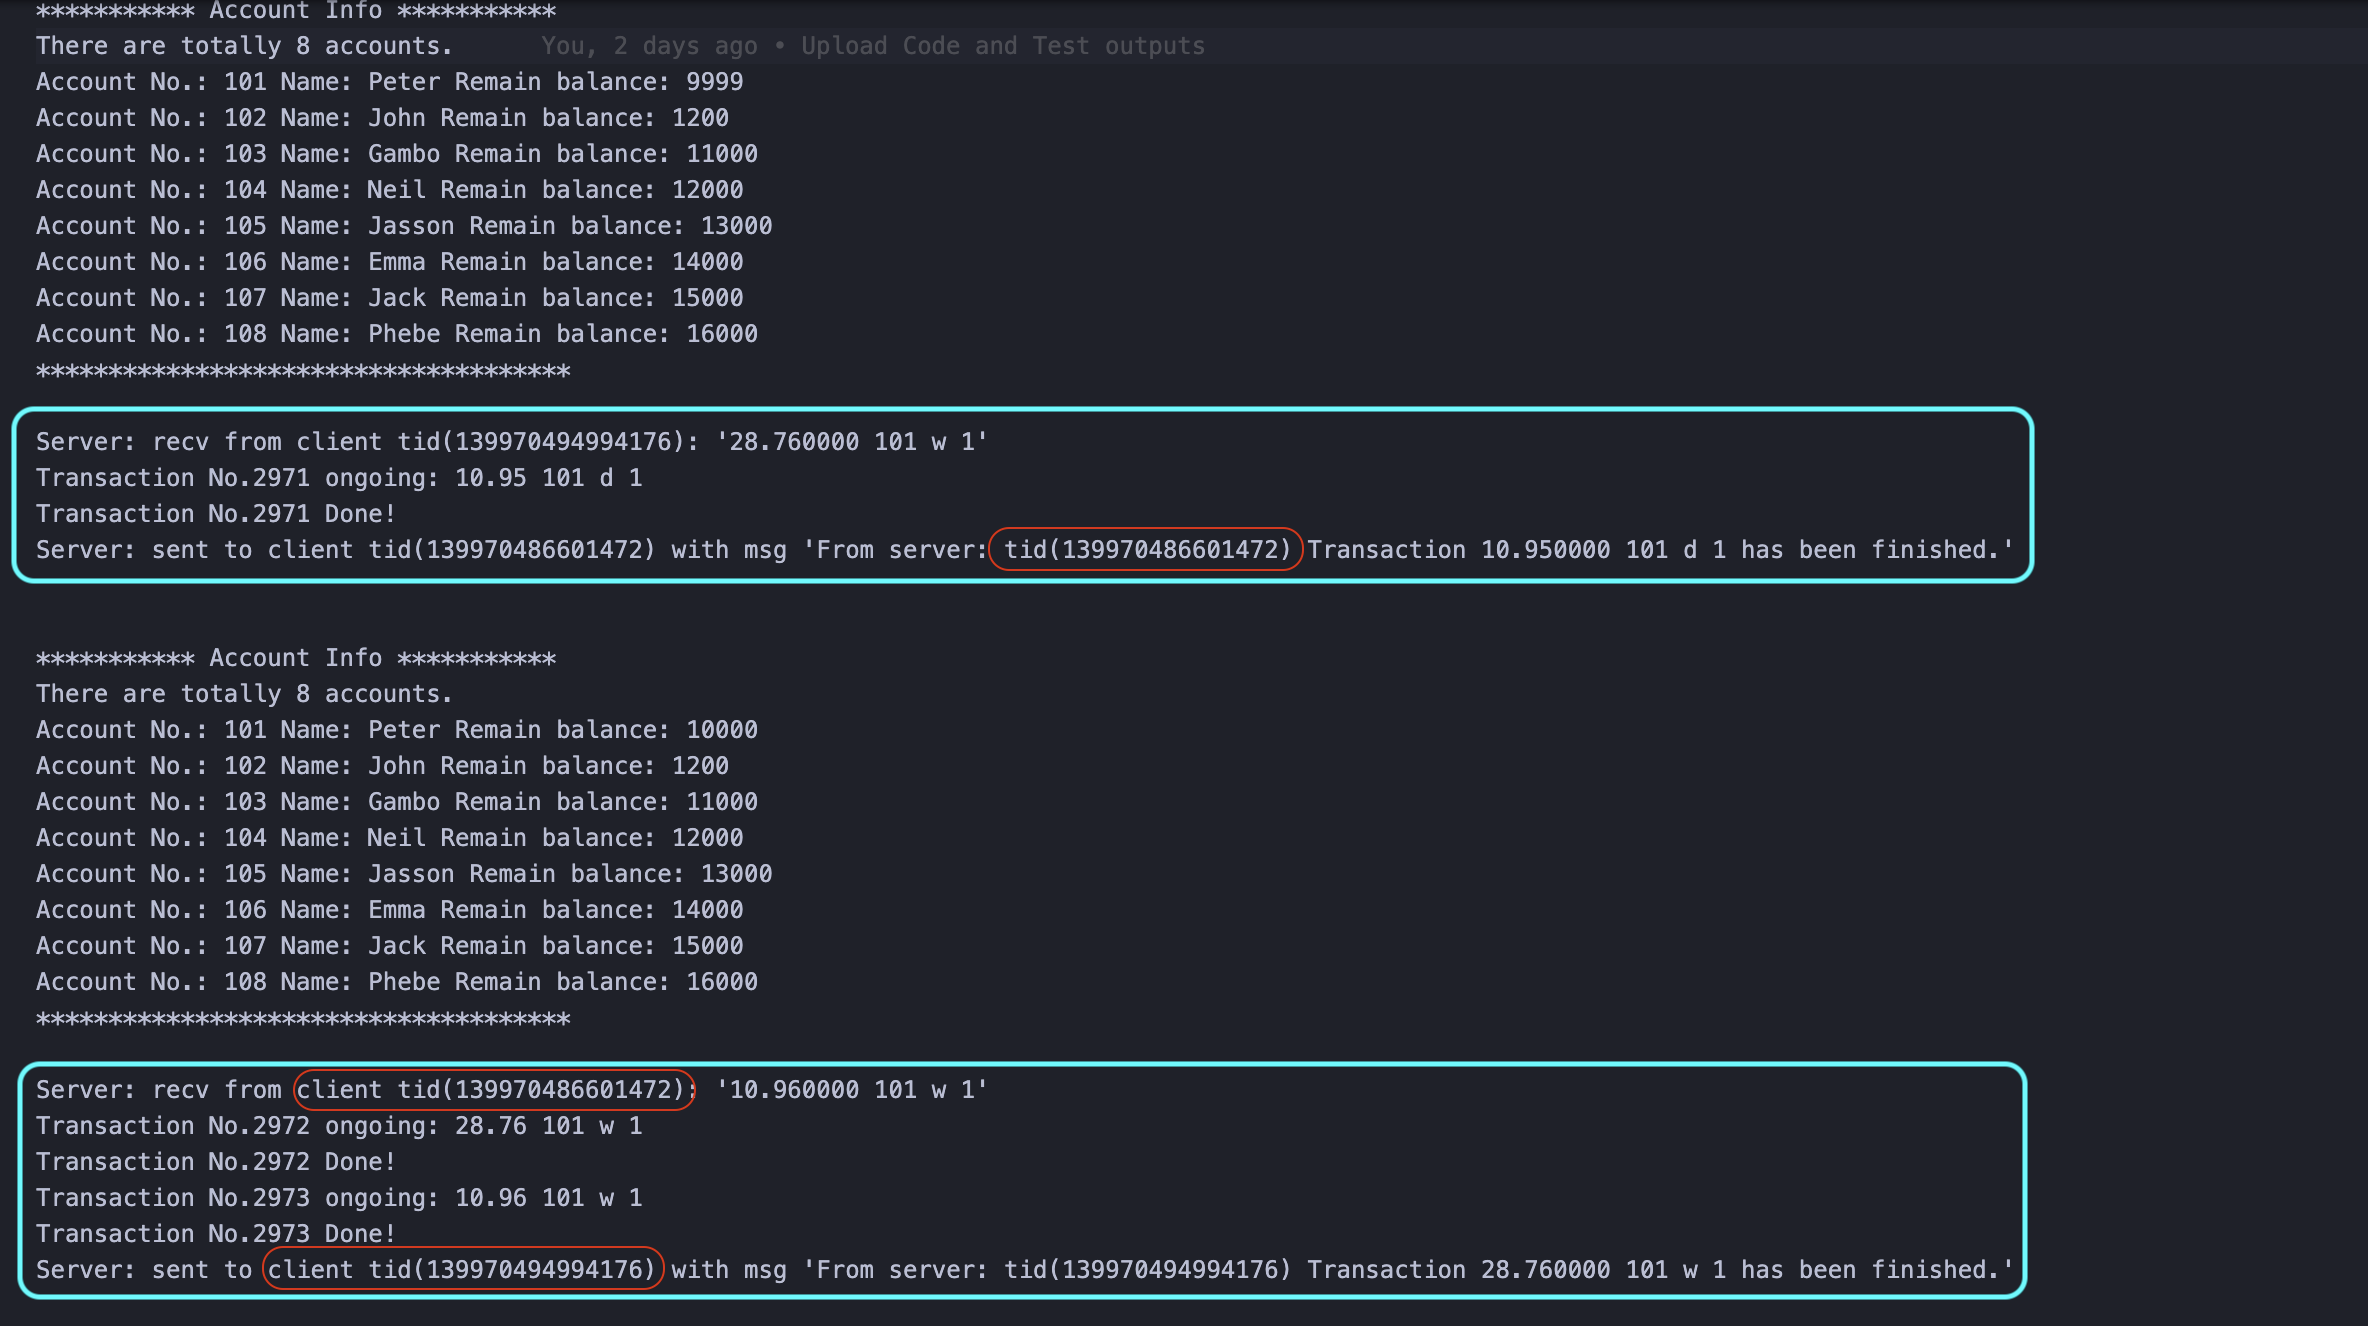 *********** Account Info ***********
There are totally 8 accounts. You, 2 days ago • Upload Code and Test outputs
Account No.: 101 Name: Peter Remain balance: 9999
Account No.: 102 Name: John Remain balance: 1200
Account No.: 103 Name: Gambo Remain balance: 11000
Account No.: 104 Name: Neil Remain balance: 12000
Account No.: 105 Name: Jasson Remain balance: 13000
Account No.: 106 Name: Emma Remain balance: 14000
Account No.: 107 Name: Jack Remain balance: 15000
Account No.: 108 Name: Phebe Remain balance: 16000
*************************************
Server: recv from client tid(139970494994176): '28.760000 101 w 1'
Transaction No.2971 ongoing: 10.95 101 d 1
Transaction No.2971 Done!
Server: sent to client tid(139970486601472) with msg 'From server: tid(139970486601472) Transaction 10.950000 101 d 1 has been finished.'
*********** Account Info ***********
There are totally 8 accounts.
Account No.: 101 Name: Peter Remain balance: 10000
Account No.: 102 Name: John Remain balance: 1200
Account No.: 103 Name: Gambo Remain balance: 11000
Account No.: 104 Name: Neil Remain balance: 12000
Account No.: 105 Name: Jasson Remain balance: 13000
Account No.: 106 Name: Emma Remain balance: 14000
Account No.: 107 Name: Jack Remain balance: 15000
Account No.: 108 Name: Phebe Remain balance: 16000
*************************************
Server: recv from client tid(139970486601472): '10.960000 101 w 1'
Transaction No.2972 ongoing: 28.76 101 w 1
Transaction No.2972 Done!
Transaction No.2973 ongoing: 10.96 101 w 1
Transaction No.2973 Done!
Server: sent to client tid(139970494994176) with msg 'From server: tid(139970494994176) Transaction 28.760000 101 w 1 has been finished.'